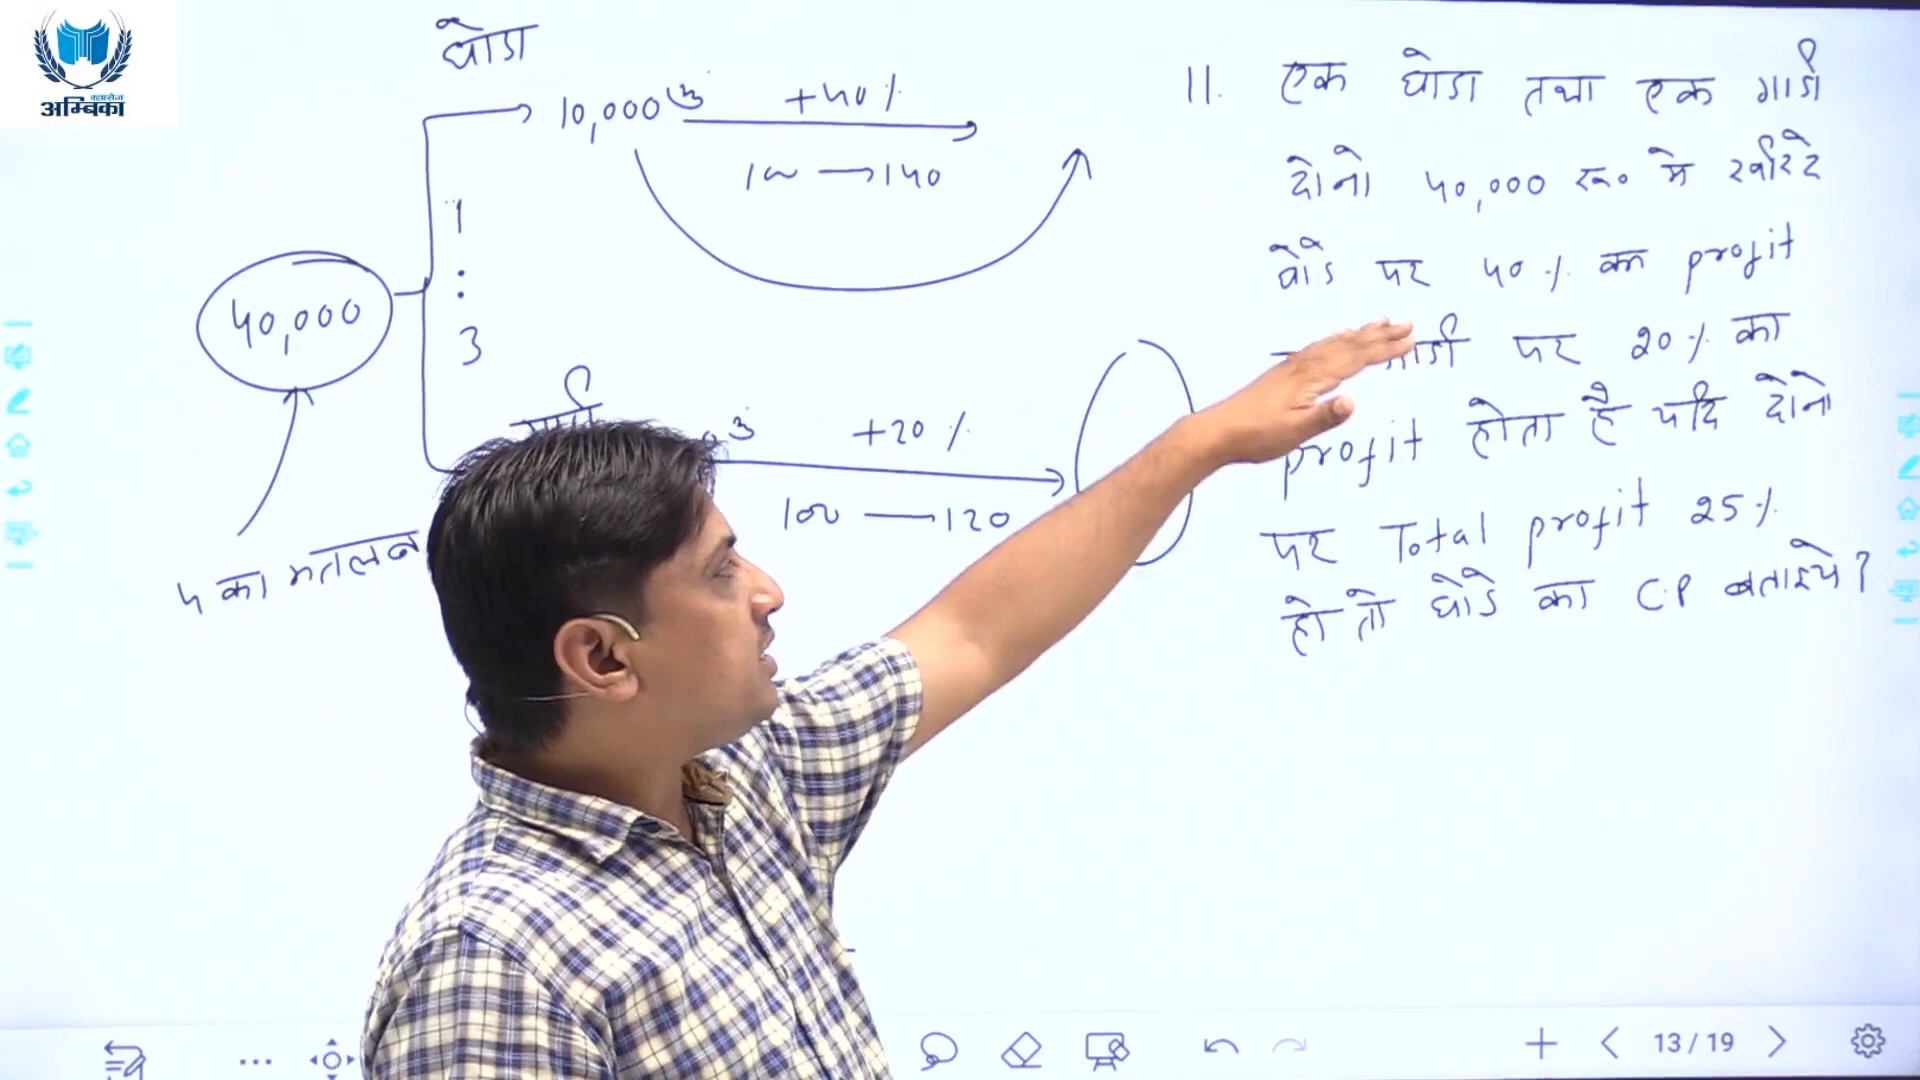 क्लासेज
अम्बिका
घोडा
10,000 +40%
100 → 140
1
:
3
40,000
+20%
100 — 120
4 का मतलब
11. एक घोडा तथा एक गाडी
दोनो 40,000 रू० मे खरीदे
घोडे पर 40% का profit
गाडी पर 20% का
profit होता है यदि दोनो
पर Total profit 25%
हो तो घोडे का C.P बताइये?
13/19